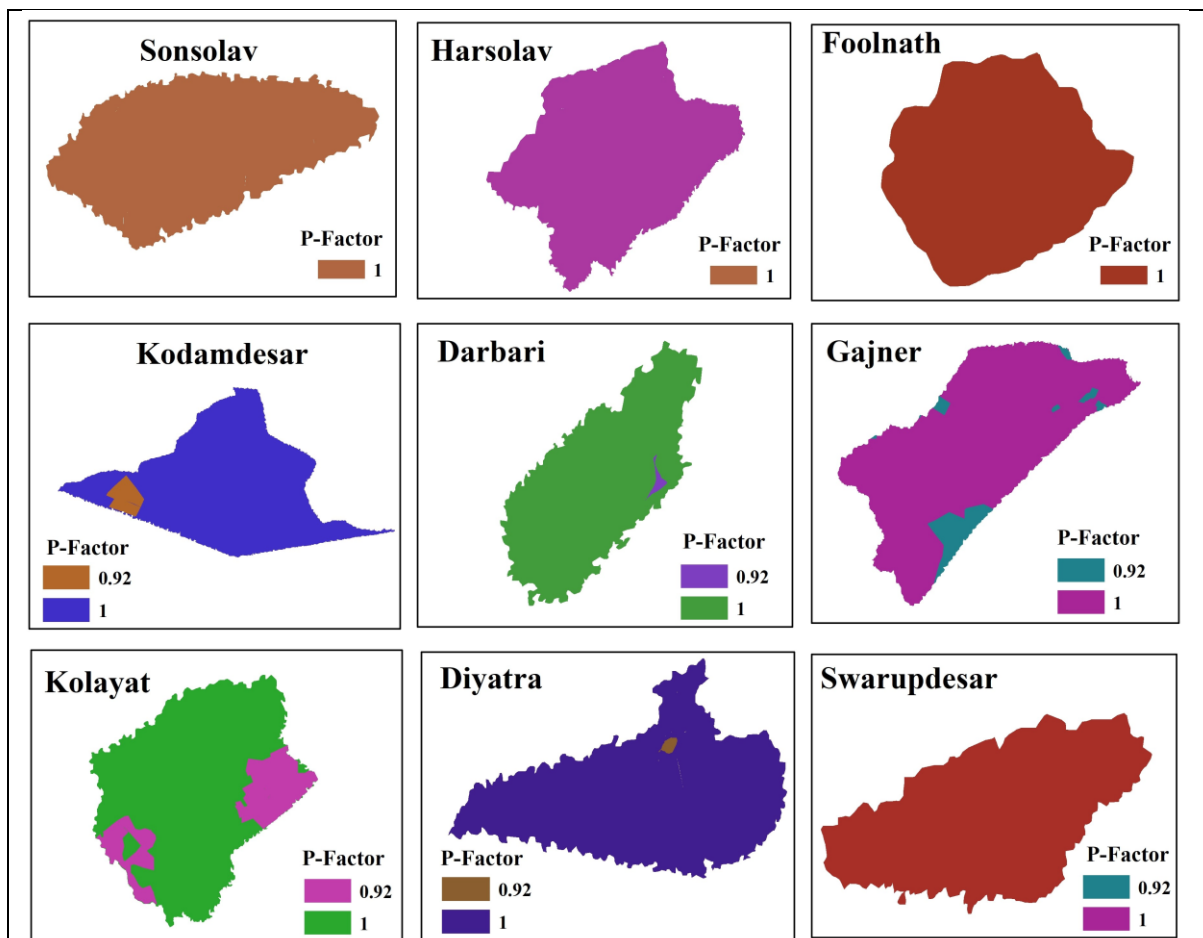 Sonsolav
P-Factor
1
Harsolav
P-Factor
1
Foolnath
P-Factor
1
Kodamdesar
P-Factor
0.92
1
Darbari
P-Factor
0.92
1
Gajner
P-Factor
0.92
1
Kolayat
P-Factor
0.92
1
Diyatra
P-Factor
0.92
1
Swarupdesar
P-Factor
0.92
1